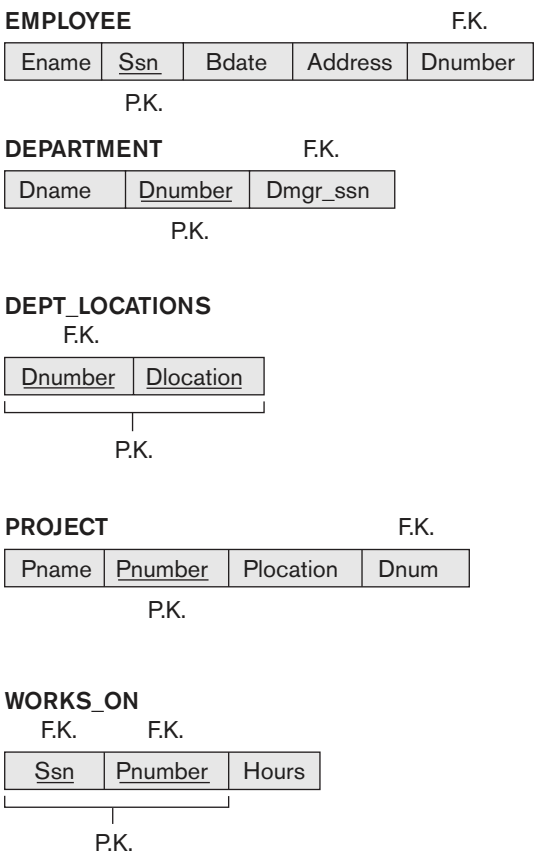 EMPLOYEE F.K.
Ename Ssn Bdate Address Dnumber
P.K.
DEPARTMENT F.K.
Dname Dnumber Dmgr_ssn
P.K.
DEPT_LOCATIONS
F.K.
Dnumber Dlocation
P.K.
PROJECT F.K.
Pname Pnumber Plocation Dnum
P.K.
WORKS_ON
F.K. F.K.
Ssn Pnumber Hours
P.K.